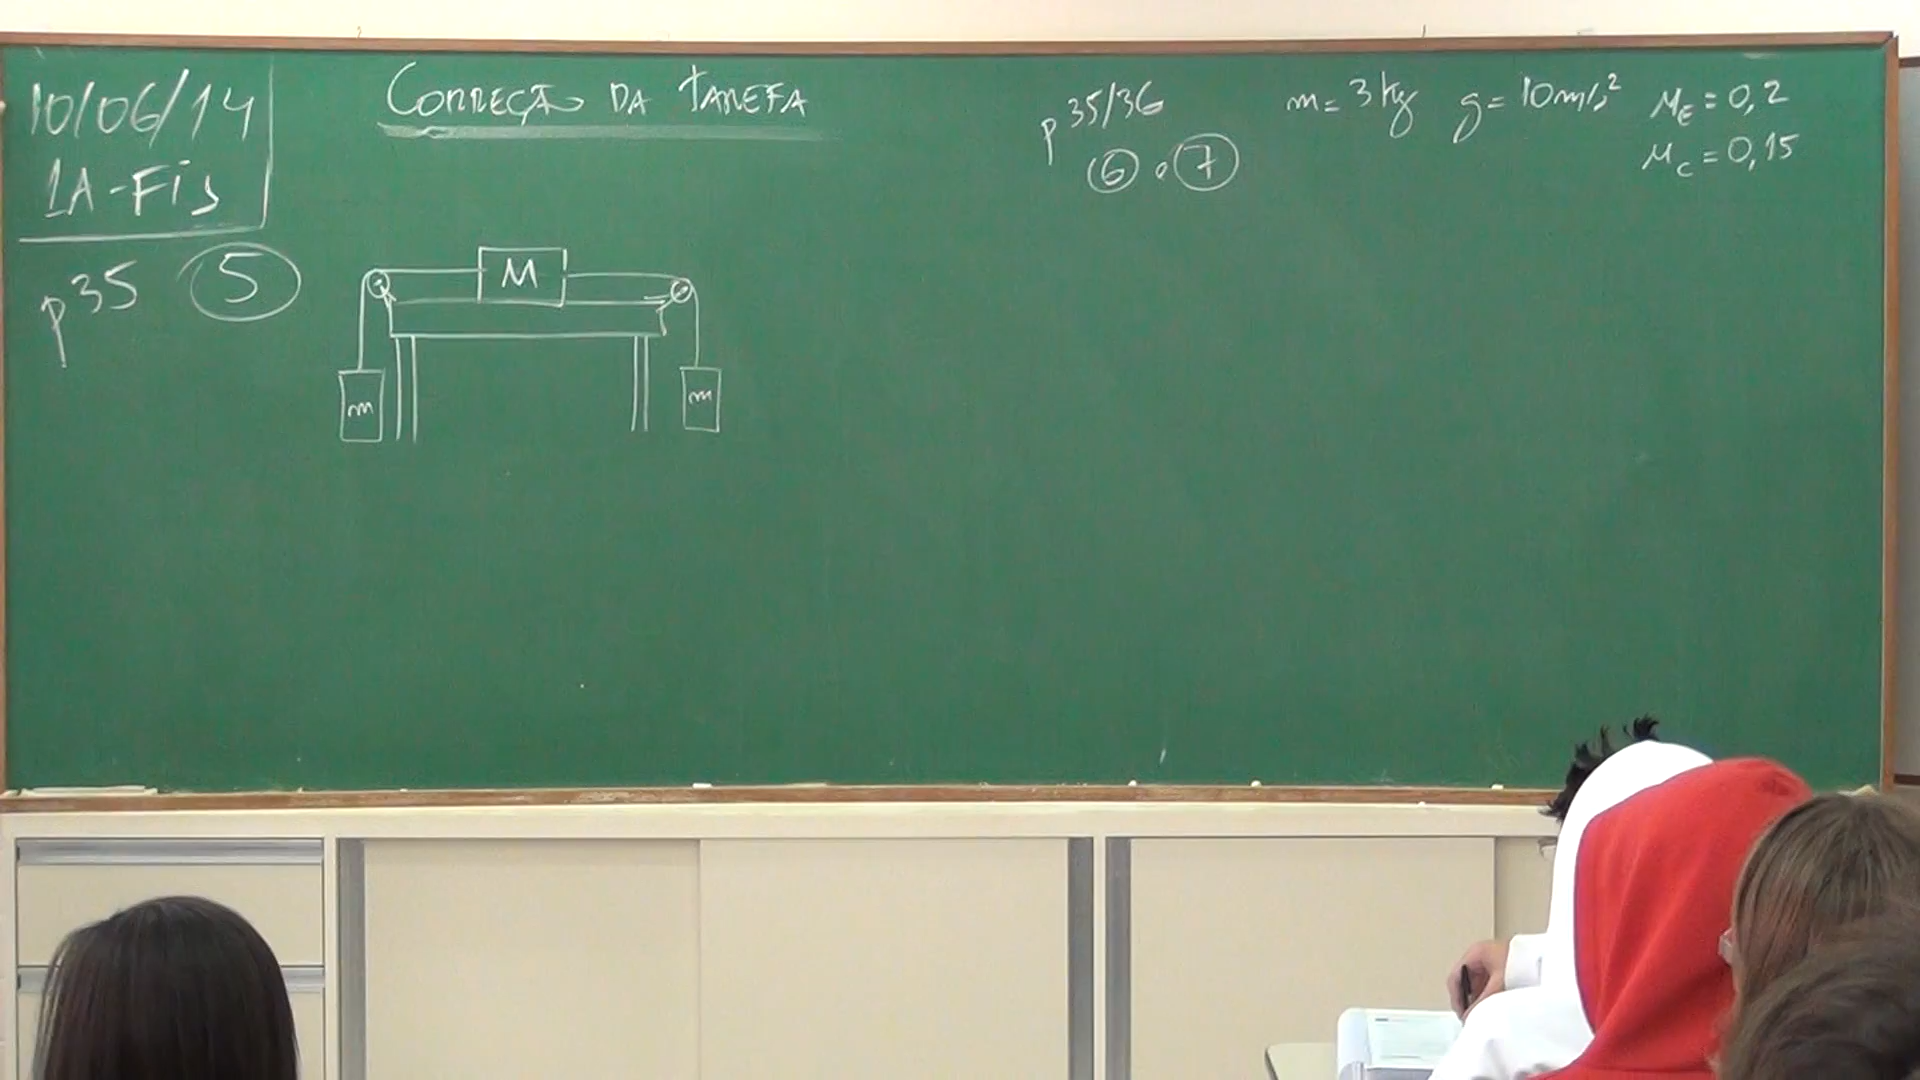 10/06/14
1A-Fis
CORREÇÃO DA TAREFA
p 35 5
M
m m
p 35/36
6 e 7
m = 3 kg g = 10 m/s² μE = 0,2
μC = 0,15